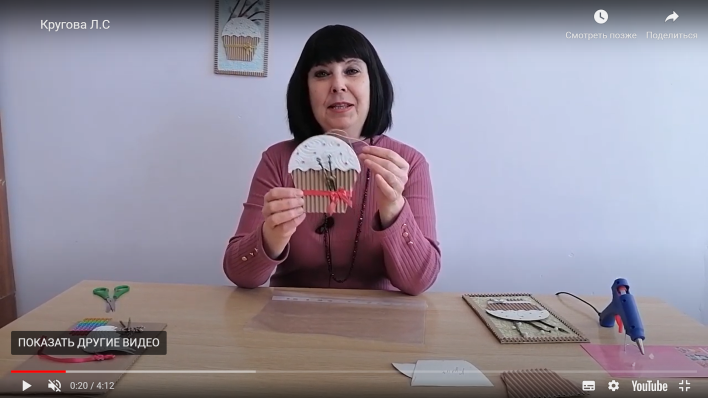 Кругова Л.С
Смотреть позже
Поделиться
ПОКАЗАТЬ ДРУГИЕ ВИДЕО
0:20 / 4:12
YouTube